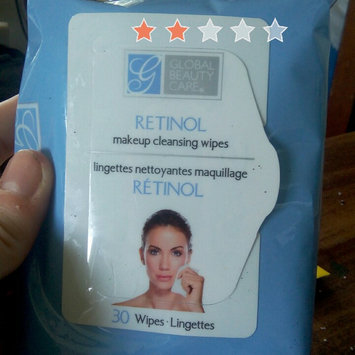 GLOBAL
BEAUTY
CARE
RETINOL
makeup cleansing wipes
lingettes nettoyantes maquillage
RÉTINOL
30 Wipes · Lingettes